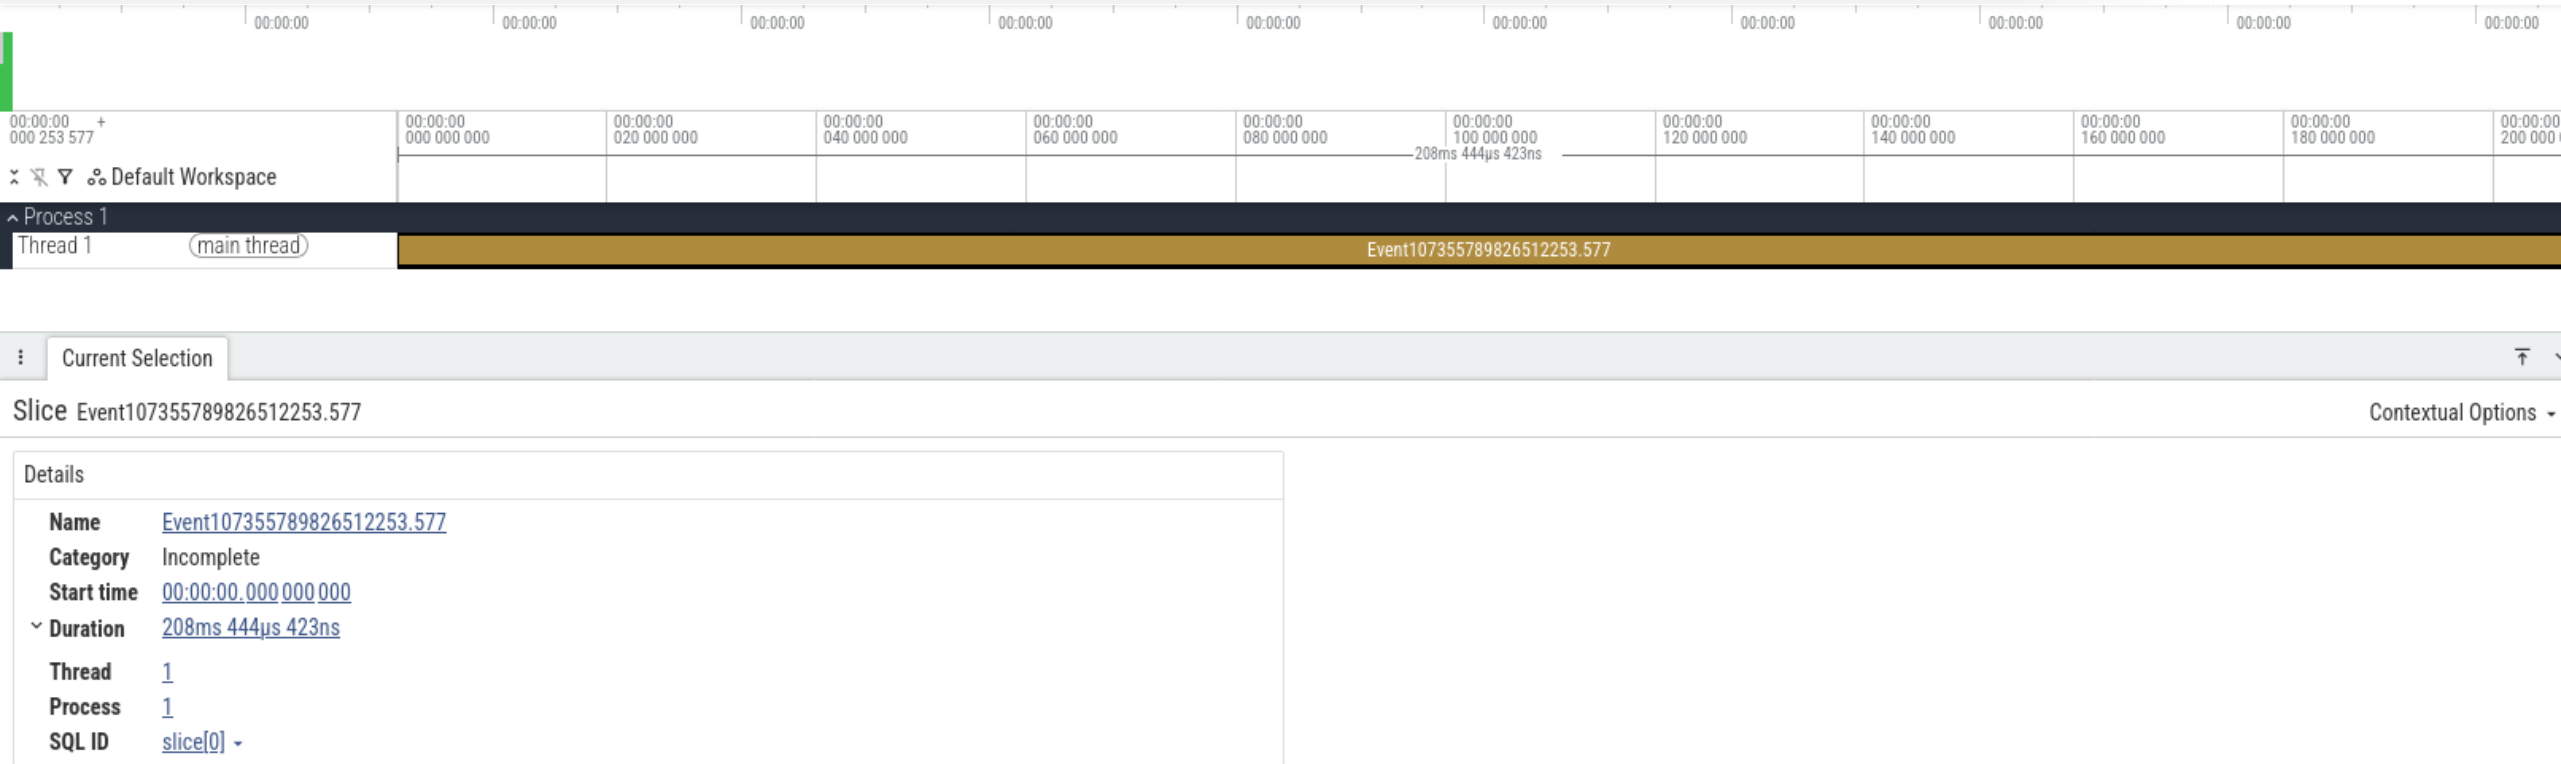 00:00:00 00:00:00 00:00:00 00:00:00 00:00:00 00:00:00 00:00:00 00:00:00 00:00:00 00:00:00
00:00:00 + 00:00:00 00:00:00 00:00:00 00:00:00 00:00:00 00:00:00 00:00:00 00:00:00 00:00:00 00:00:00 00:00:00
000 253 577 000 000 000 020 000 000 040 000 000 060 000 000 080 000 000 100 000 000 120 000 000 140 000 000 160 000 000 180 000 000 200 000
208ms 444µs 423ns
Default Workspace
Process 1
Thread 1 main thread Event107355789826512253.577
Current Selection
Slice Event107355789826512253.577 Contextual Options
Details
Name Event107355789826512253.577
Category Incomplete
Start time 00:00:00.000 000 000
Duration 208ms 444µs 423ns
Thread 1
Process 1
SQL ID slice[0]